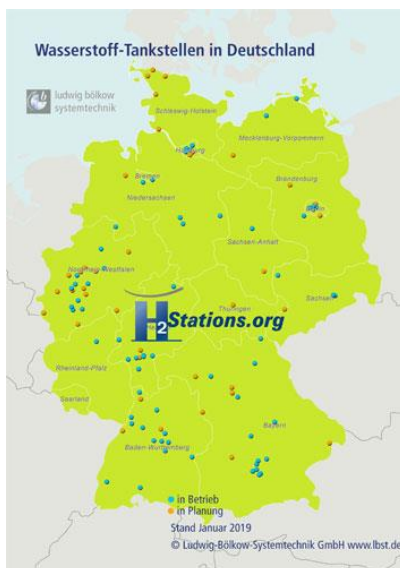 Wasserstoff-Tankstellen in Deutschland
ludwig bölkow
systemtechnik
Schleswig-Holstein
Mecklenburg-Vorpommern
Hamburg
Bremen
Brandenburg
Niedersachsen
Berlin
Sachsen-Anhalt
Nordrhein-Westfalen
Sachsen
Thüringen
H2Stations.org
Rheinland-Pfalz
Saarland
Bayern
Baden-Württemberg
in Betrieb
in Planung
Stand Januar 2019
© Ludwig-Bölkow-Systemtechnik GmbH www.lbst.de